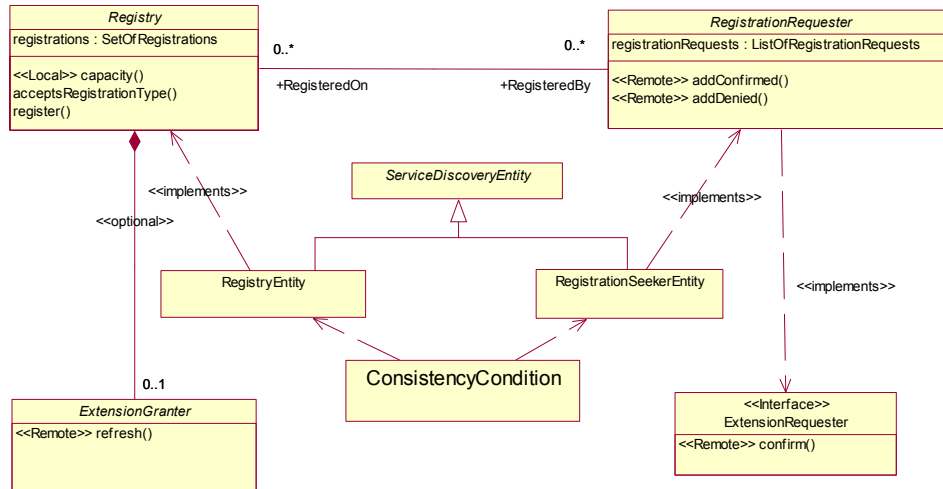 Registry
registrations : SetOfRegistrations
<<Local>> capacity()
acceptsRegistrationType()
register()
0..*
0..*
+RegisteredOn
+RegisteredBy
RegistrationRequester
registrationRequests : ListOfRegistrationRequests
<<Remote>> addConfirmed()
<<Remote>> addDenied()
ServiceDiscoveryEntity
<<implements>>
<<implements>>
<<optional>>
RegistryEntity
RegistrationSeekerEntity
<<implements>>
ConsistencyCondition
0..1
ExtensionGranter
<<Remote>> refresh()
<<Interface>>
ExtensionRequester
<<Remote>> confirm()